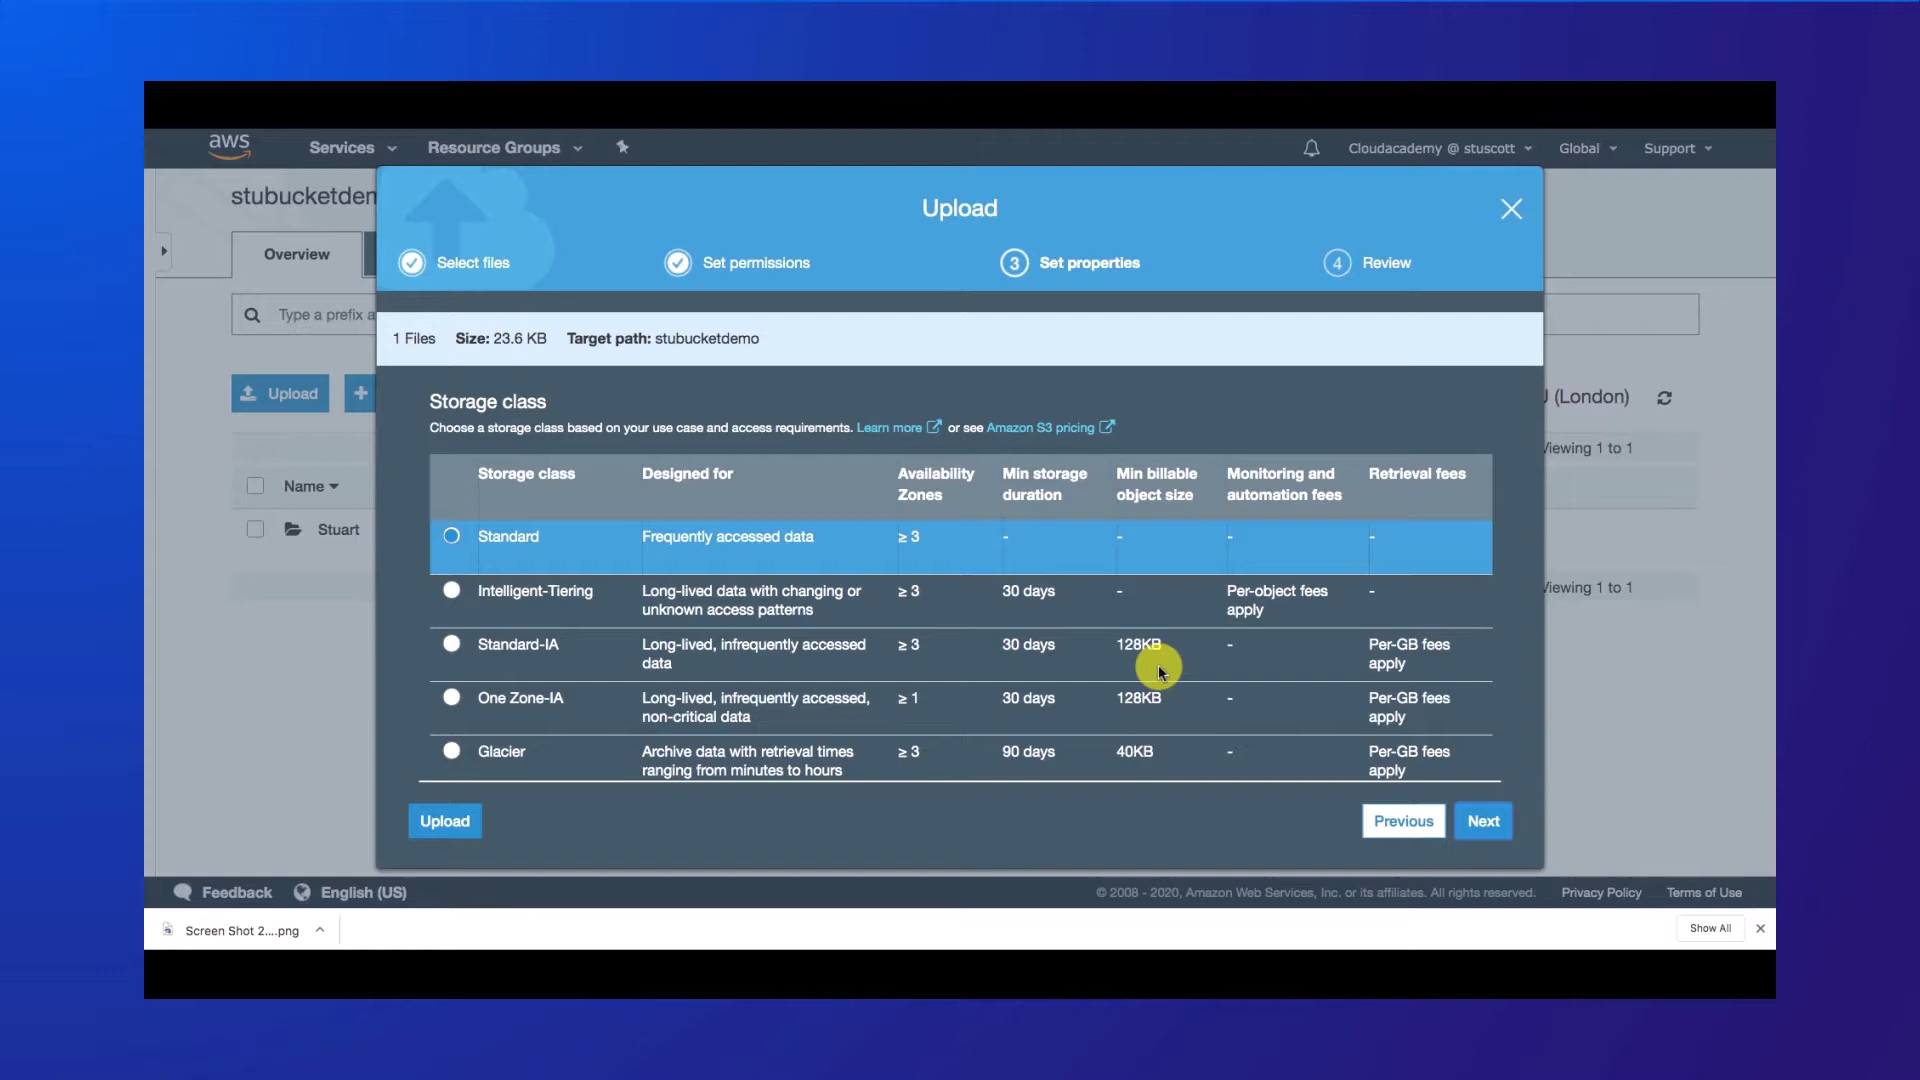 aws
Services
Resource Groups
Cloudacademy @ stuscott
Global
Support
stubucketdem
Upload
Overview
Select files
Set permissions
3 Set properties
4 Review
Type a prefix a
1 Files Size: 23.6 KB Target path: stubucketdemo
Upload
(London)
Storage class
Choose a storage class based on your use case and access requirements. Learn more or see Amazon S3 pricing
Viewing 1 to 1
Name
Stuart
Viewing 1 to 1
Storage class Designed for Availability Zones Min storage duration Min billable object size Monitoring and automation fees Retrieval fees
Standard Frequently accessed data ≥ 3 - - - -
Intelligent-Tiering Long-lived data with changing or unknown access patterns ≥ 3 30 days - Per-object fees apply -
Standard-IA Long-lived, infrequently accessed data ≥ 3 30 days 128KB - Per-GB fees apply
One Zone-IA Long-lived, infrequently accessed, non-critical data ≥ 1 30 days 128KB - Per-GB fees apply
Glacier Archive data with retrieval times ranging from minutes to hours ≥ 3 90 days 40KB - Per-GB fees apply
Upload
Previous
Next
Feedback
English (US)
© 2008 - 2020, Amazon Web Services, Inc. or its affiliates. All rights reserved.
Privacy Policy
Terms of Use
Screen Shot 2....png
Show All